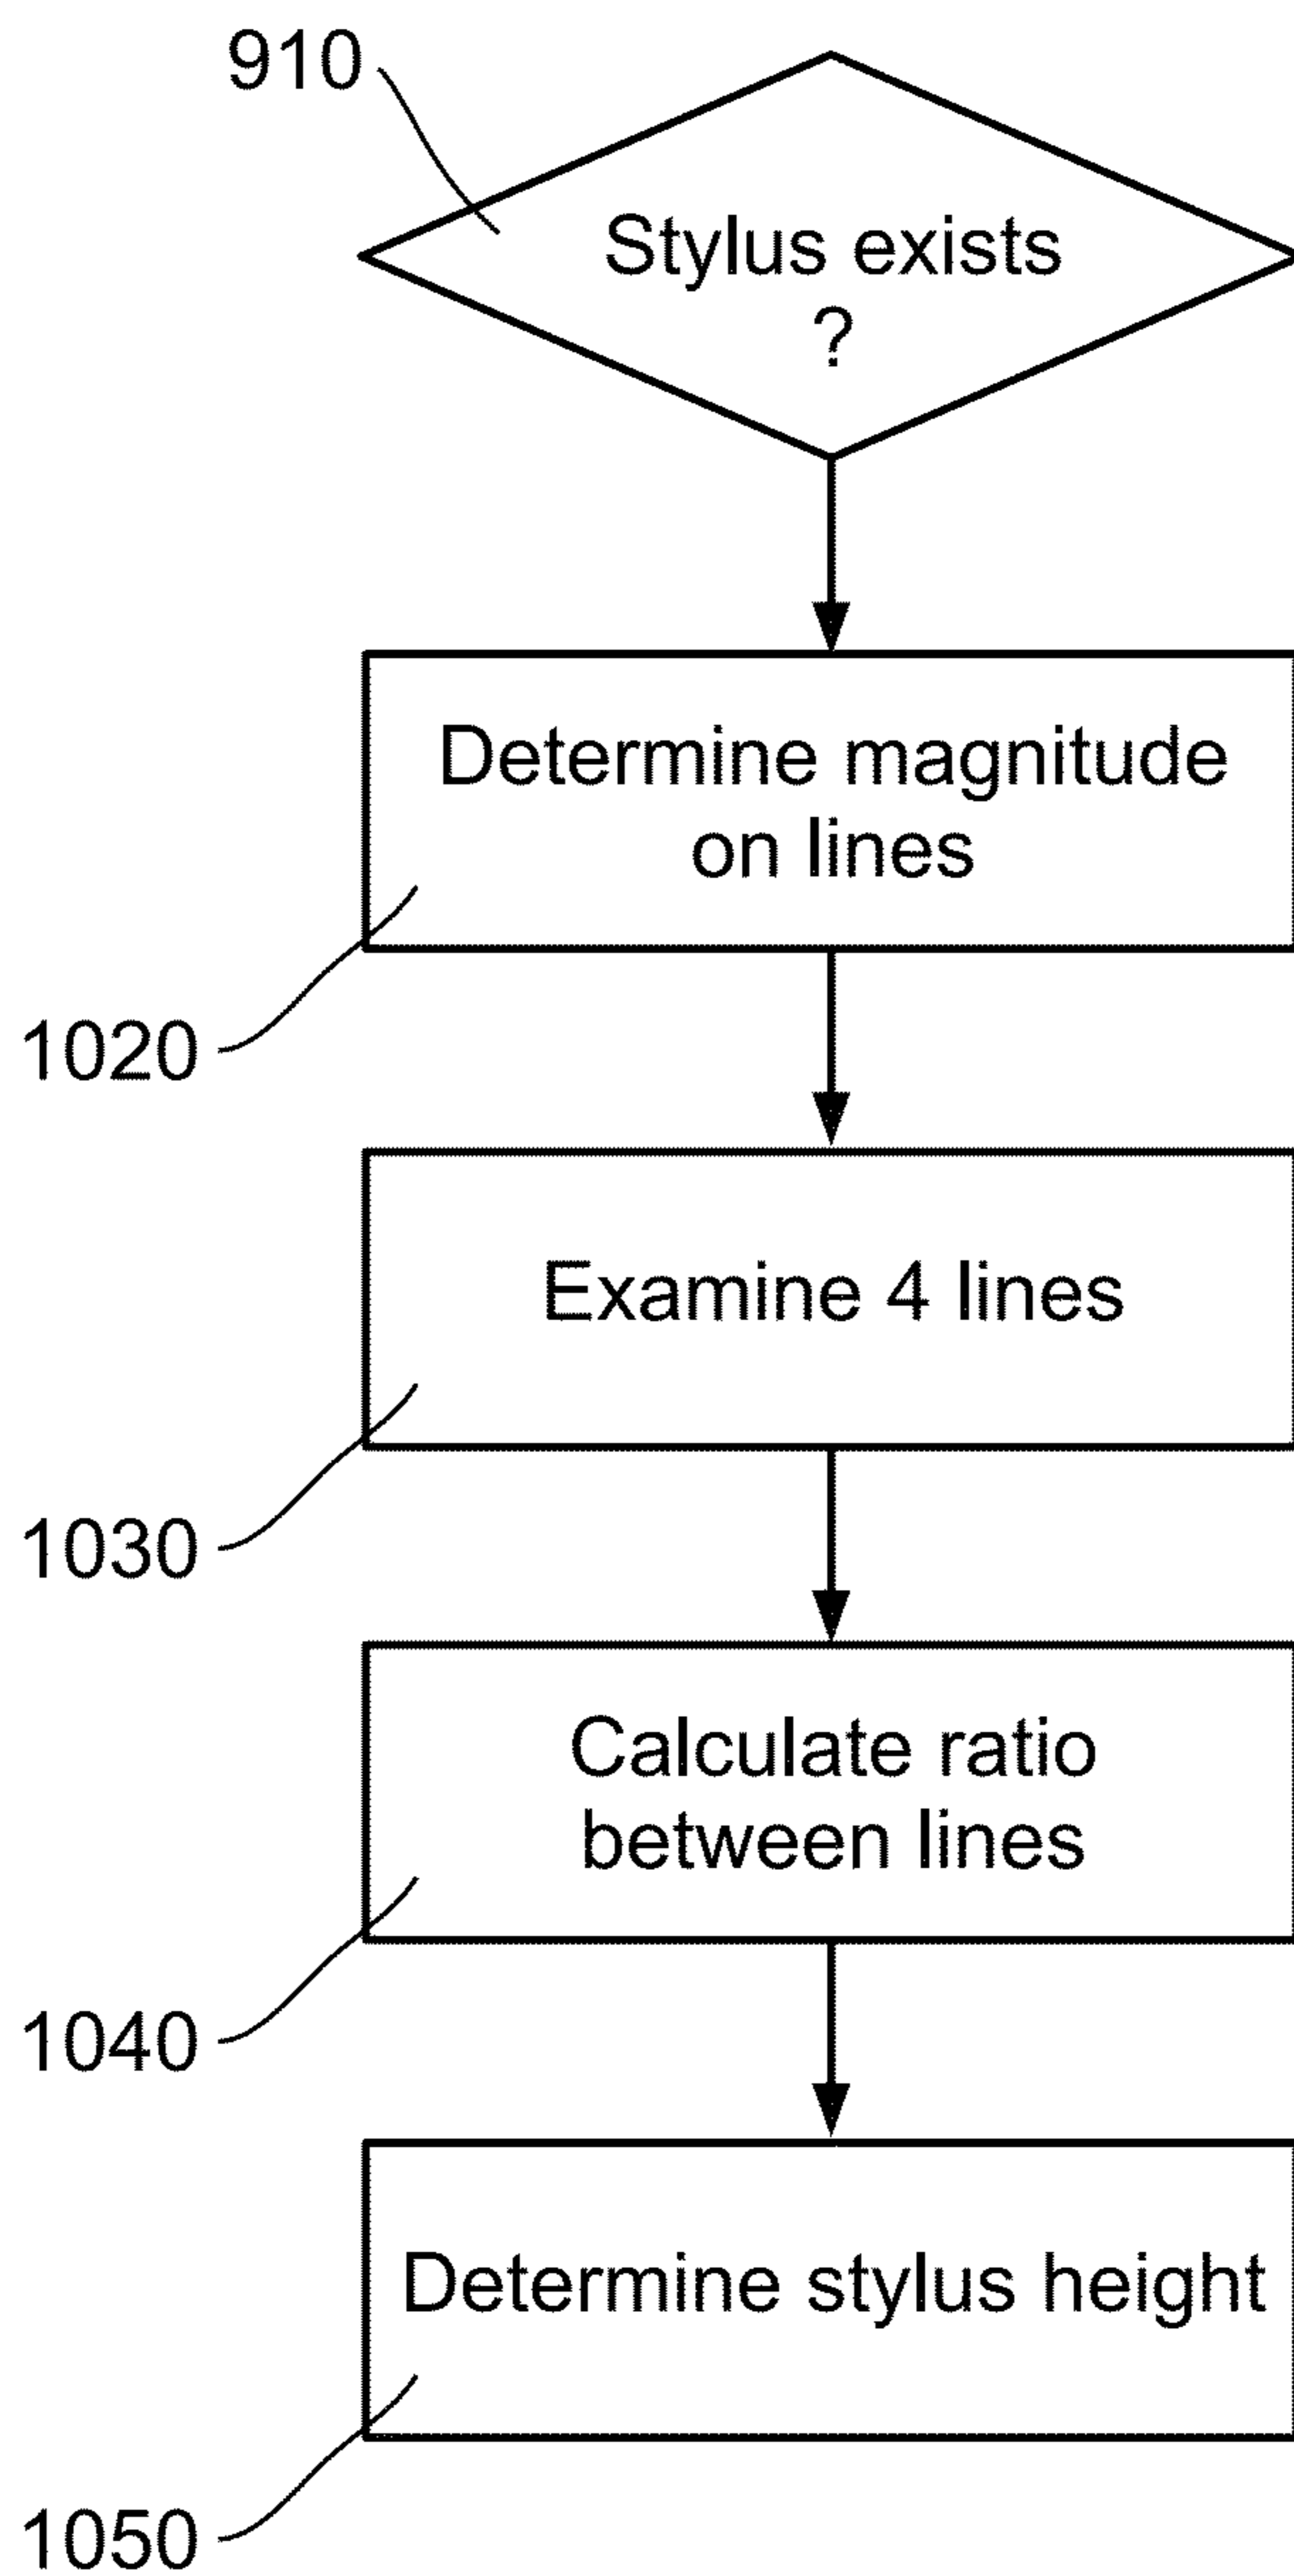 910
Stylus exists
?
Determine magnitude
on lines
1020
Examine 4 lines
1030
Calculate ratio
between lines
1040
Determine stylus height
1050